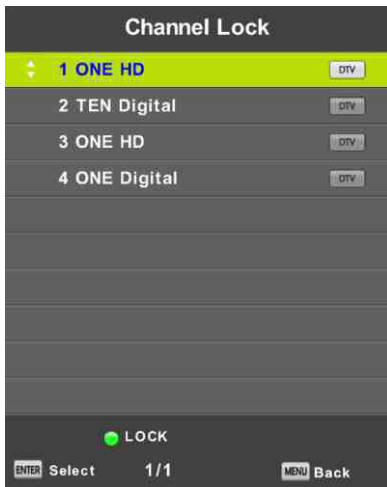 Channel Lock
1 ONE HD DTV
2 TEN Digital DTV
3 ONE HD DTV
4 ONE Digital DTV
LOCK
ENTER Select 1/1 MENU Back